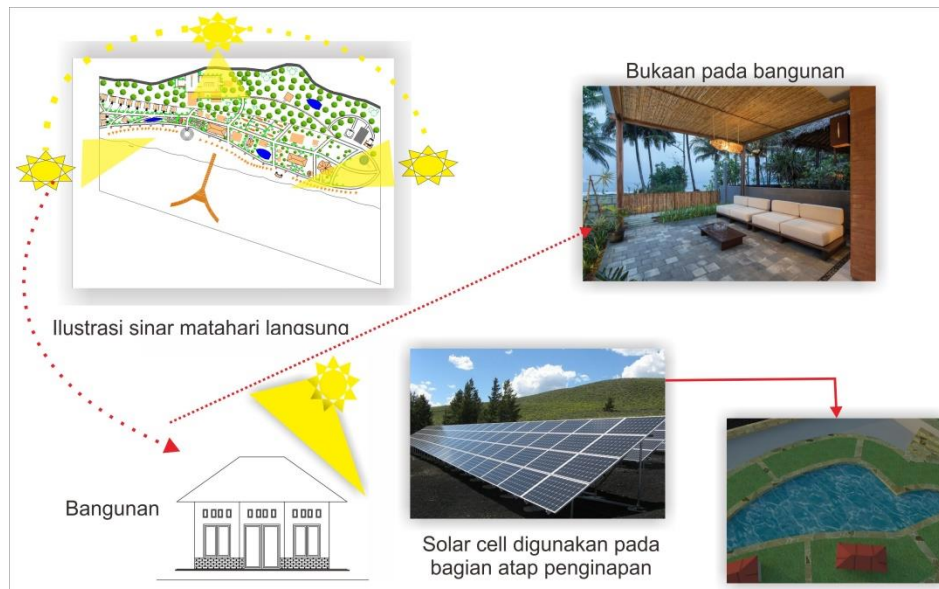 Bukaan pada bangunan
Ilustrasi sinar matahari langsung
Bangunan
Solar cell digunakan pada
bagian atap penginapan